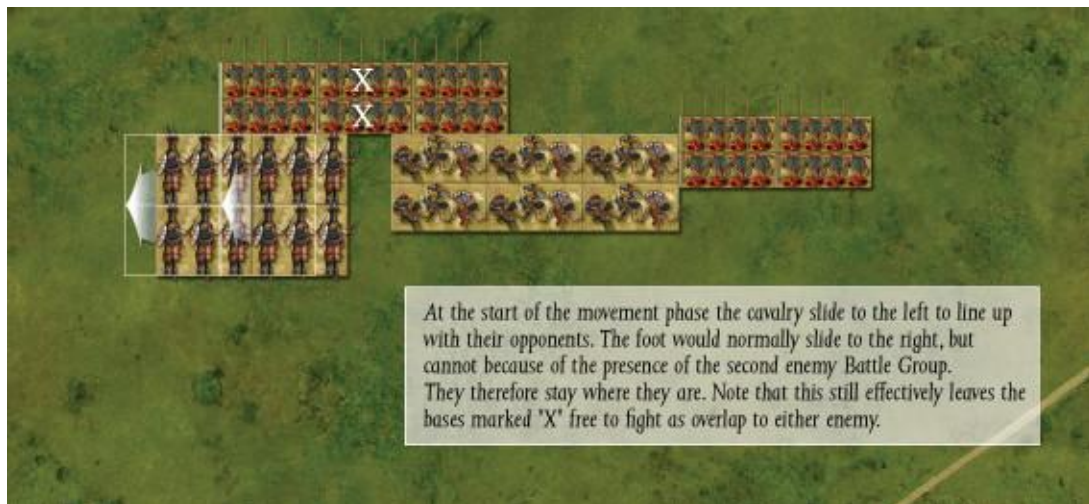 X
X
At the start of the movement phase the cavalry slide to the left to line up
with their opponents. The foot would normally slide to the right, but
cannot because of the presence of the second enemy Battle Group.
They therefore stay where they are. Note that this still effectively leaves the
bases marked "X" free to fight as overlap to either enemy.